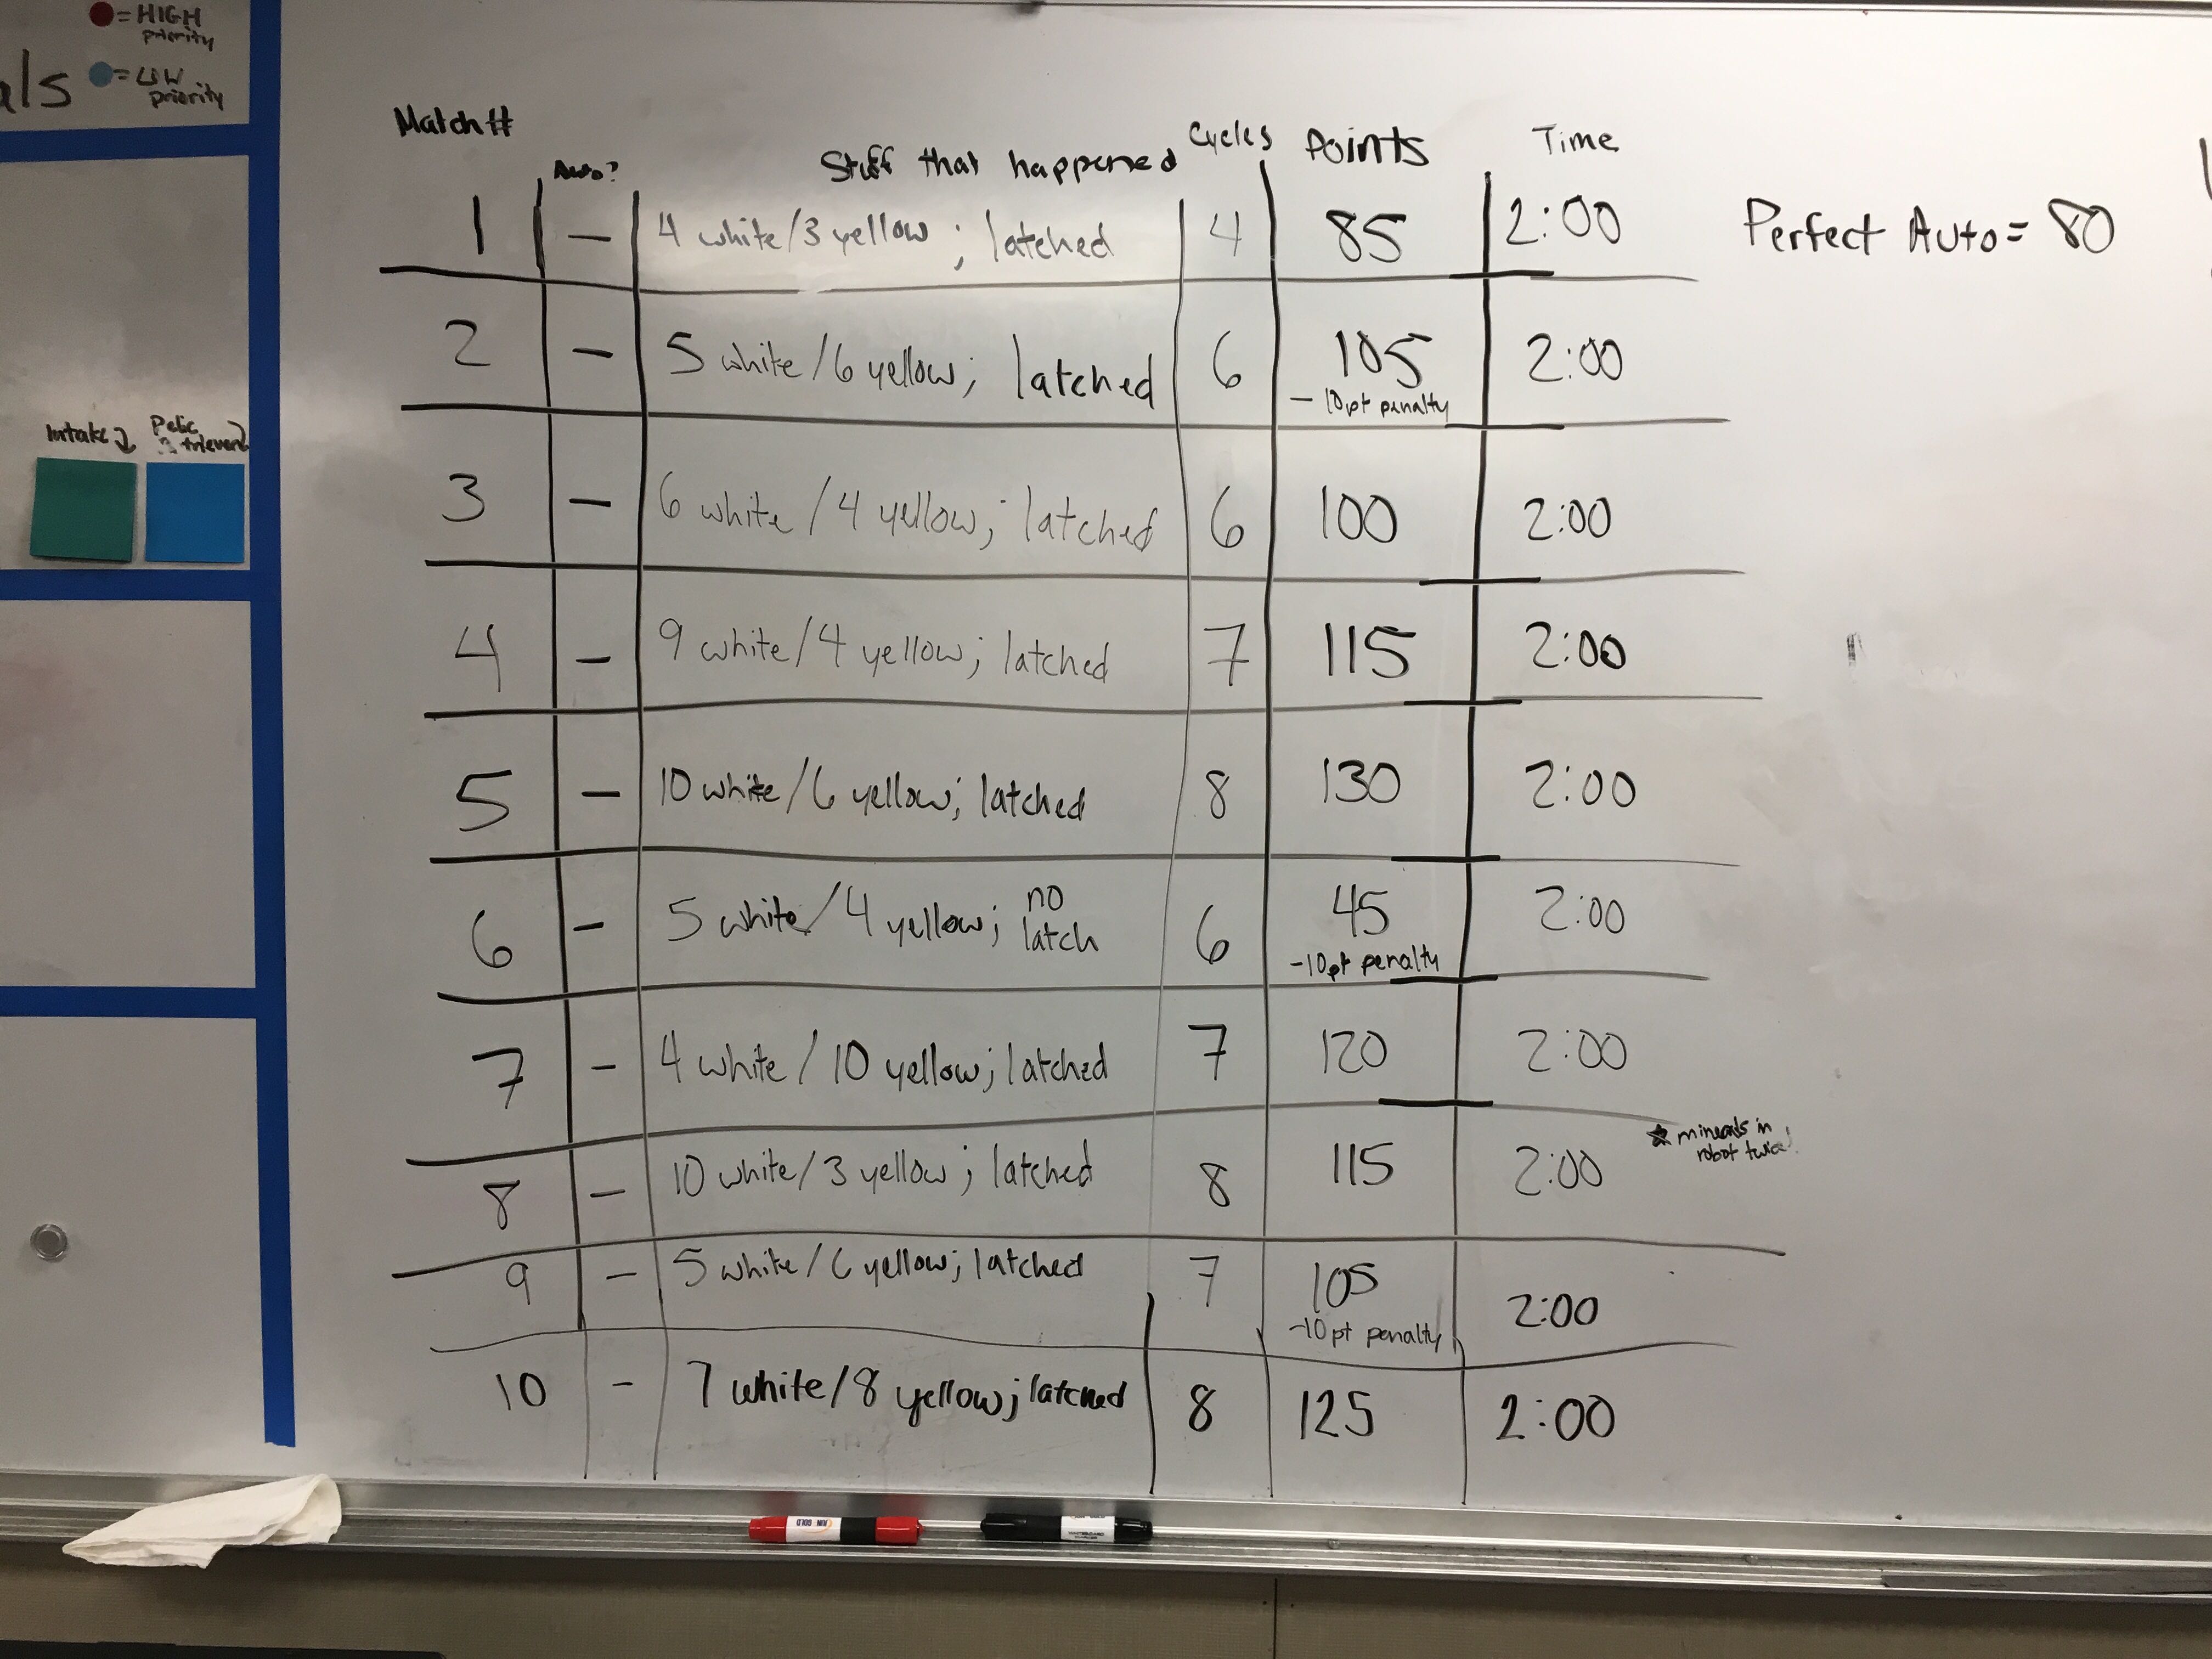 ● = HIGH
priority
als ● = LOW
priority
Intake Pelic
Match # Auto? Stuff that happened Cycles Points Time
1 – 4 white/3 yellow; latched 4 85 2:00
Perfect Auto = 80
2 – 5 white/6 yellow; latched 6 105 2:00
– 10pt penalty
3 – 6 white/4 yellow; latched 6 100 2:00
4 – 9 white/4 yellow; latched 7 115 2:00
5 – 10 white/6 yellow; latched 8 130 2:00
6 – 5 white/4 yellow; no latch 6 45 2:00
-10pt penalty
7 – 4 white/10 yellow; latched 7 120 2:00
8 – 10 white/3 yellow; latched 8 115 2:00
* minerals in
robot twice!
9 – 5 white/6 yellow; latched 7 105 2:00
-10pt penalty
10 - 7 white/8 yellow; latched 8 125 2:00